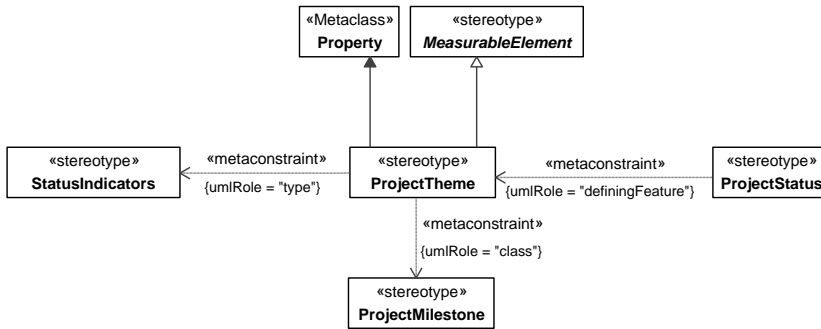 «Metaclass»
Property
«stereotype»
MeasurableElement
«stereotype»
StatusIndicators
«metaconstraint»
{umlRole = "type"}
«stereotype»
ProjectTheme
«metaconstraint»
{umlRole = "definingFeature"}
«stereotype»
ProjectStatus
«metaconstraint»
{umlRole = "class"}
«stereotype»
ProjectMilestone